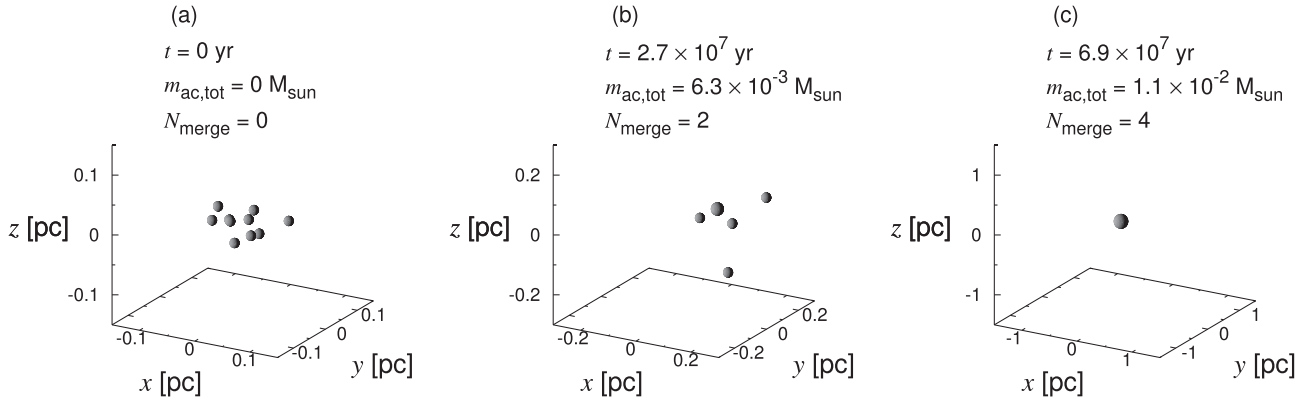 (a)
t = 0 yr
m_ac,tot = 0 M_sun
N_merge = 0
0.1
0
-0.1
z [pc]
-0.1
0
0.1
x [pc]
-0.1
0
0.1
y [pc]
(b)
t = 2.7 × 10^7 yr
m_ac,tot = 6.3 × 10^-3 M_sun
N_merge = 2
0.2
0
-0.2
z [pc]
-0.2
0
0.2
x [pc]
-0.2
0
0.2
y [pc]
(c)
t = 6.9 × 10^7 yr
m_ac,tot = 1.1 × 10^-2 M_sun
N_merge = 4
1
0
-1
z [pc]
-1
0
1
x [pc]
-1
0
1
y [pc]